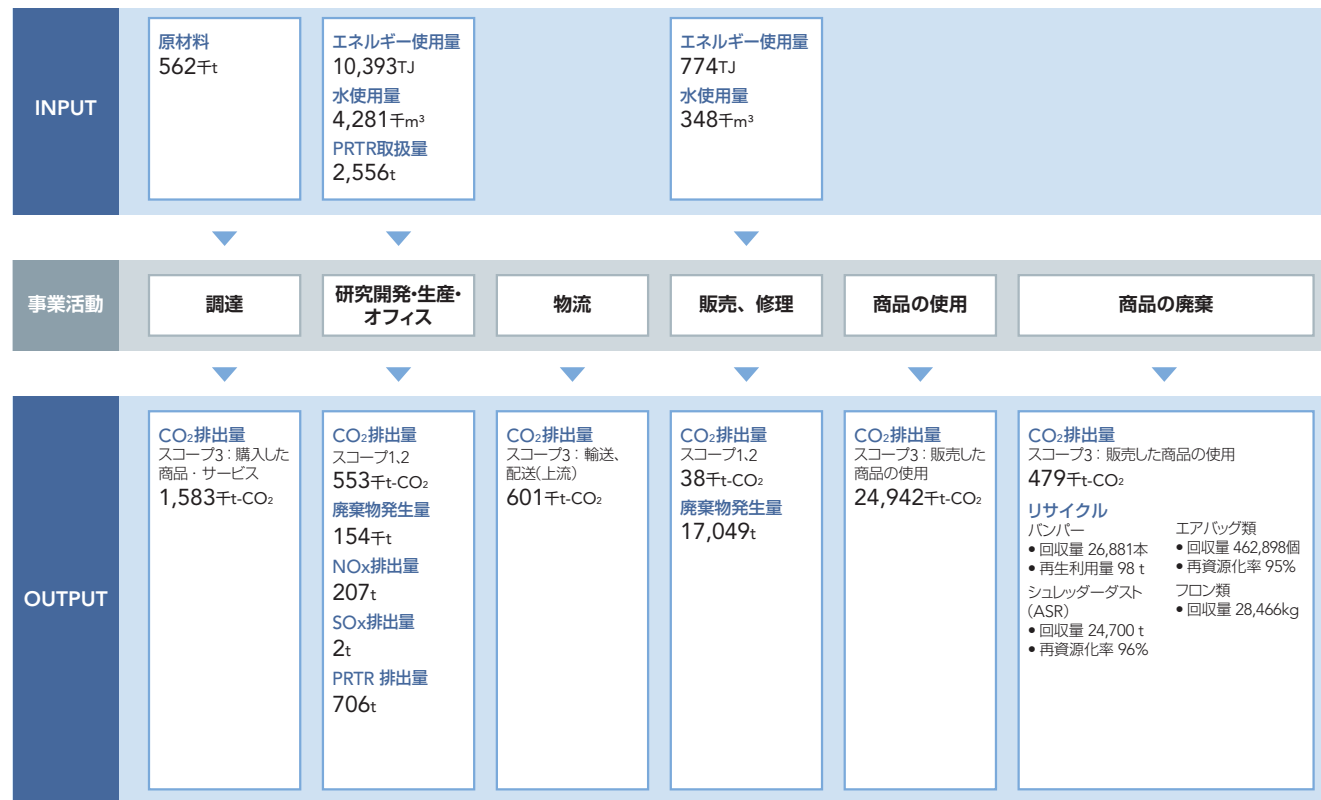 INPUT
原材料
562千t
エネルギー使用量
10,393TJ
水使用量
4,281千m³
PRTR取扱量
2,556t
エネルギー使用量
774TJ
水使用量
348千m³
事業活動
調達
研究開発・生産・
オフィス
物流
販売、修理
商品の使用
商品の廃棄
OUTPUT
CO₂排出量
スコープ3：購入した
商品・サービス
1,583千t-CO₂
CO₂排出量
スコープ1、2
553千t-CO₂
廃棄物発生量
154千t
NOx排出量
207t
SOx排出量
2t
PRTR 排出量
706t
CO₂排出量
スコープ3：輸送、
配送(上流)
601千t-CO₂
CO₂排出量
スコープ1、2
38千t-CO₂
廃棄物発生量
17,049t
CO₂排出量
スコープ3：販売した
商品の使用
24,942千t-CO₂
CO₂排出量
スコープ3：販売した商品の使用
479千t-CO₂
リサイクル
バンパー
• 回収量 26,881本
• 再生利用量 98 t
シュレッダーダスト
(ASR)
• 回収量 24,700 t
• 再資源化率 96%
エアバッグ類
• 回収量 462,898個
• 再資源化率 95%
フロン類
• 回収量 28,466kg